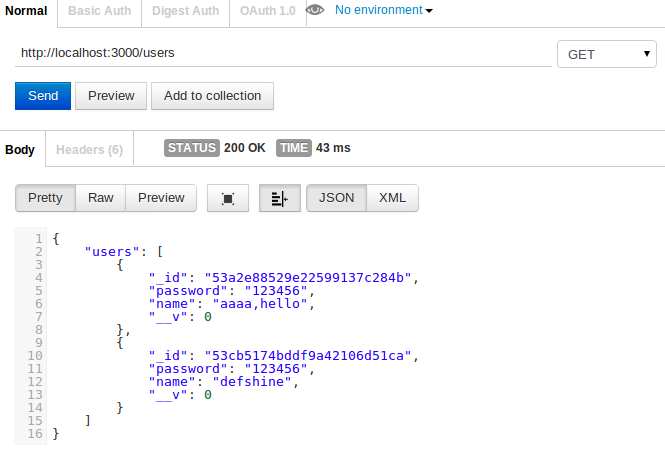 Normal Basic Auth Digest Auth OAuth 1.0 No environment
http://localhost:3000/users GET
Send Preview Add to collection
Body Headers (6) STATUS 200 OK TIME 43 ms
Pretty Raw Preview JSON XML
1 {
2 "users": [
3 {
4 "_id": "53a2e88529e22599137c284b",
5 "password": "123456",
6 "name": "aaaa,hello",
7 "__v": 0
8 },
9 {
10 "_id": "53cb5174bddf9a42106d51ca",
11 "password": "123456",
12 "name": "defshine",
13 "__v": 0
14 }
15 ]
16 }